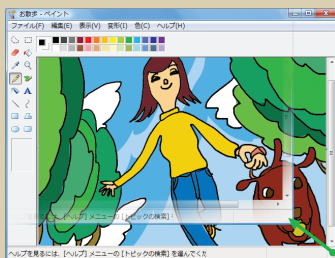 お散歩 - ペイント
ファイル(F) 編集(E) 表示(V) 変形(I) 色(C) ヘルプ(H)
には、[ヘルプ] メニューの [トピックの検索]
ヘルプを見るには、[ヘルプ] メニューの [トピックの検索] を選んでくだ